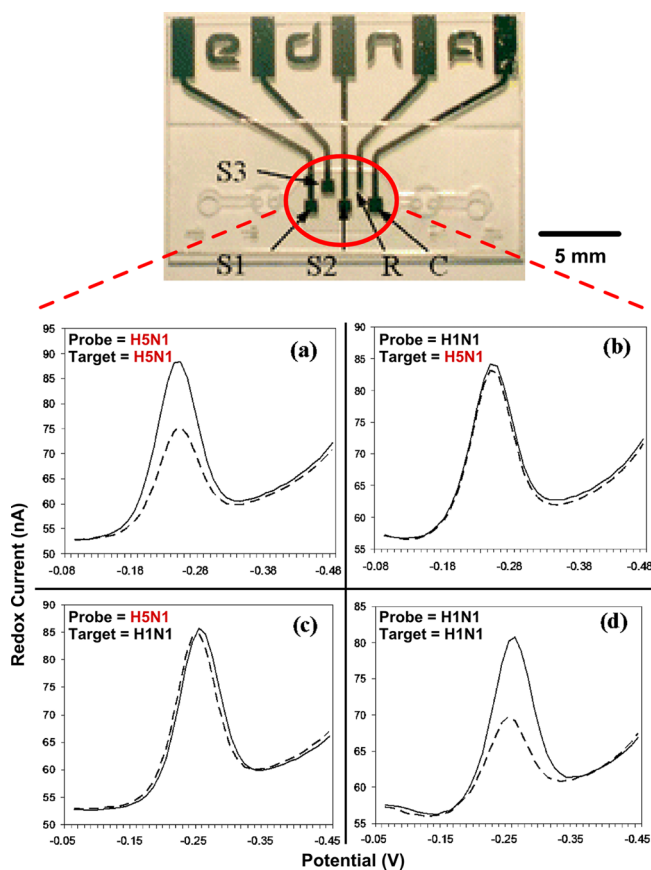 edna
S3
S1 S2 R C
5 mm
Redox Current (nA)
Probe = H5N1
Target = H5N1
(a)
95
90
85
80
75
70
65
60
55
50
-0.08 -0.18 -0.28 -0.38 -0.48
Probe = H1N1
Target = H5N1
(b)
90
85
80
75
70
65
60
55
-0.08 -0.18 -0.28 -0.38 -0.48
Probe = H5N1
Target = H1N1
(c)
90
85
80
75
70
65
60
55
50
-0.05 -0.15 -0.25 -0.35 -0.45
Probe = H1N1
Target = H1N1
(d)
85
80
75
70
65
60
55
-0.05 -0.15 -0.25 -0.35 -0.45
Potential (V)